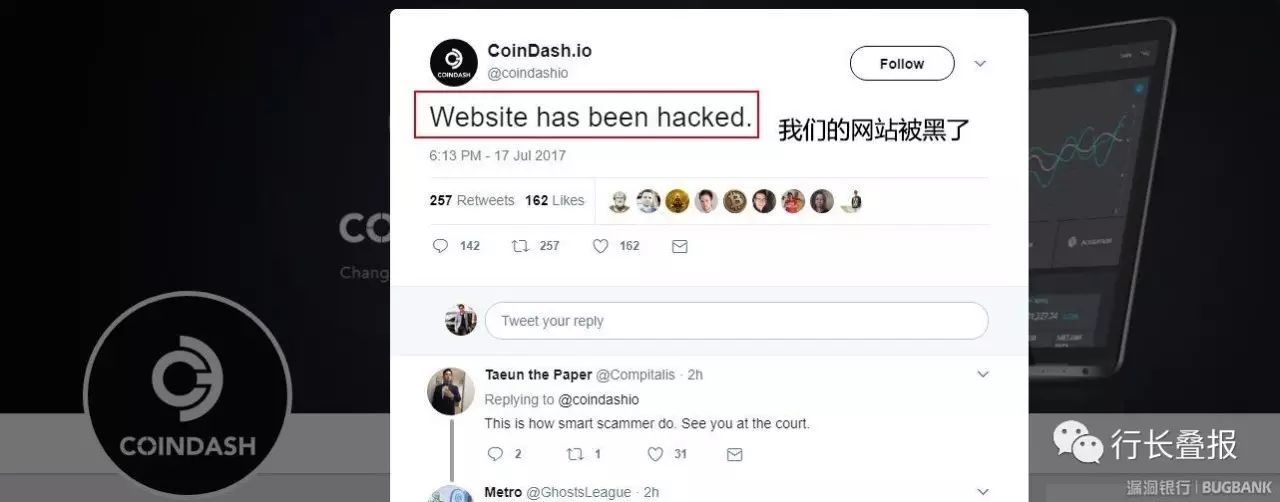 CoinDash.io
@coindashio
Follow
Website has been hacked.
我们的网站被黑了
6:13 PM - 17 Jul 2017
257 Retweets 162 Likes
142 257 162
CO
Chang
Tweet your reply
Taeun the Paper @Compitalis · 2h
Replying to @coindashio
This is how smart scammer do. See you at the court.
2 1 31
Metro @GhostsLeague · 2h
COINDASH
COINDASH
行长叠报
漏洞银行 | BUGBANK